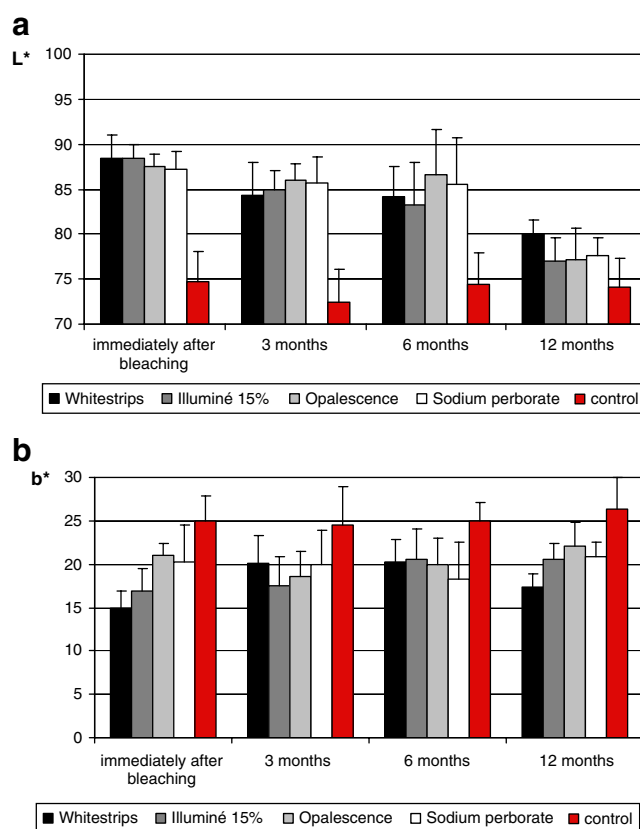 a
L*
100
95
90
85
80
75
70
immediately after
bleaching
3 months
6 months
12 months
Whitestrips
Illuminé 15%
Opalescence
Sodium perborate
control
b
b*
30
25
20
15
10
5
0
immediately after
bleaching
3 months
6 months
12 months
Whitestrips
Illuminé 15%
Opalescence
Sodium perborate
control